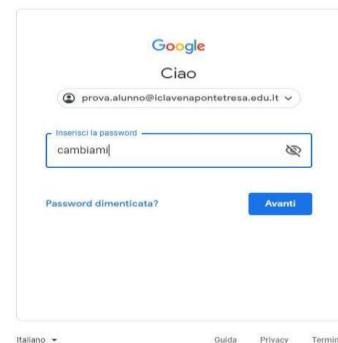 Google
Ciao
prova.alunno@iclavenapontetresa.edu.it
Inserisci la password
cambiami
Password dimenticata? Avanti
Italiano Guida Privacy Termin